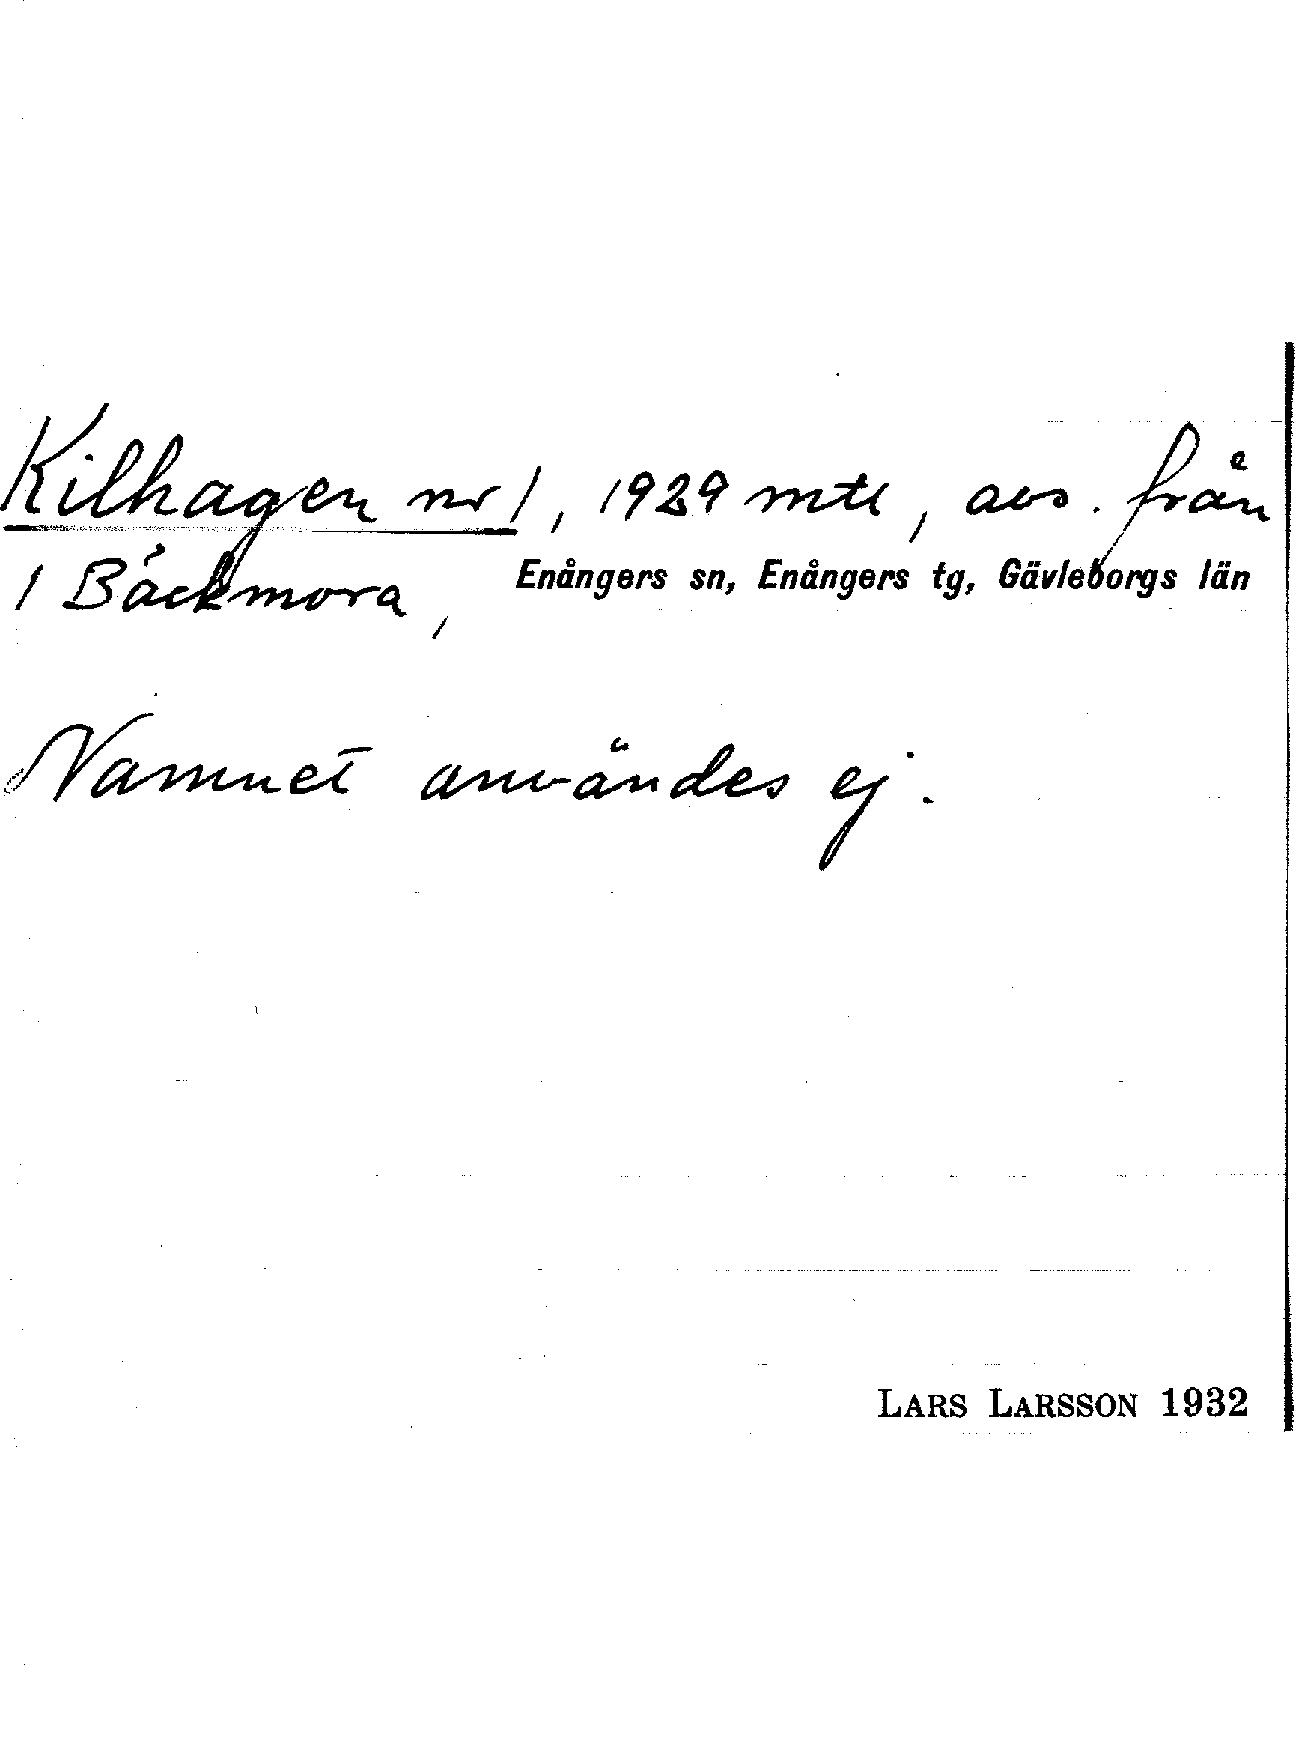 Kilhagen nr 1, 1929 mtl, avs. från
1 Bäckmora, Enångers sn, Enångers tg, Gävleborgs län
Namnet användes ej.
LARS LARSSON 1932